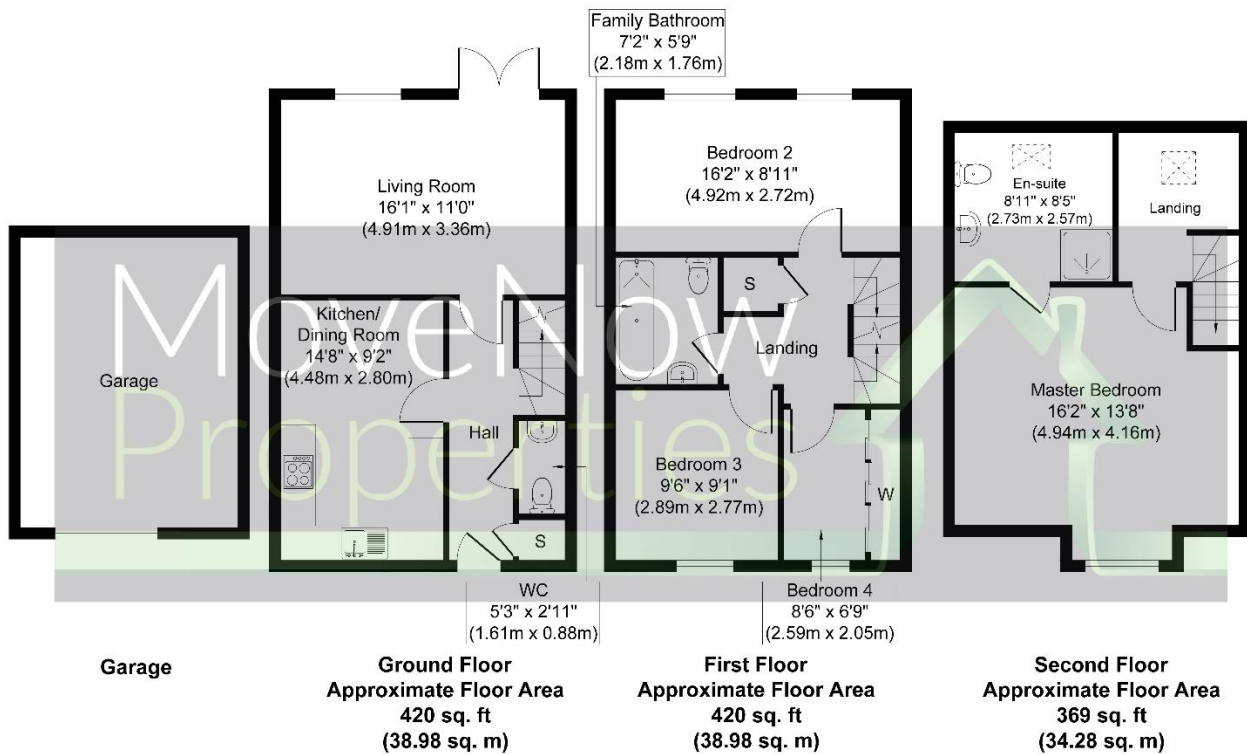 Family Bathroom
7'2" x 5'9"
(2.18m x 1.76m)
Living Room
16'1" x 11'0"
(4.91m x 3.36m)
Bedroom 2
16'2" x 8'11"
(4.92m x 2.72m)
En-suite
8'11" x 8'5"
(2.73m x 2.57m)
Landing
MoveNow
Properties
Garage
Kitchen/
Dining Room
14'8" x 9'2"
(4.48m x 2.80m)
Hall
S
S
Landing
Bedroom 3
9'6" x 9'1"
(2.89m x 2.77m)
W
Master Bedroom
16'2" x 13'8"
(4.94m x 4.16m)
WC
5'3" x 2'11"
(1.61m x 0.88m)
Bedroom 4
8'6" x 6'9"
(2.59m x 2.05m)
Garage
Ground Floor
Approximate Floor Area
420 sq. ft
(38.98 sq. m)
First Floor
Approximate Floor Area
420 sq. ft
(38.98 sq. m)
Second Floor
Approximate Floor Area
369 sq. ft
(34.28 sq. m)